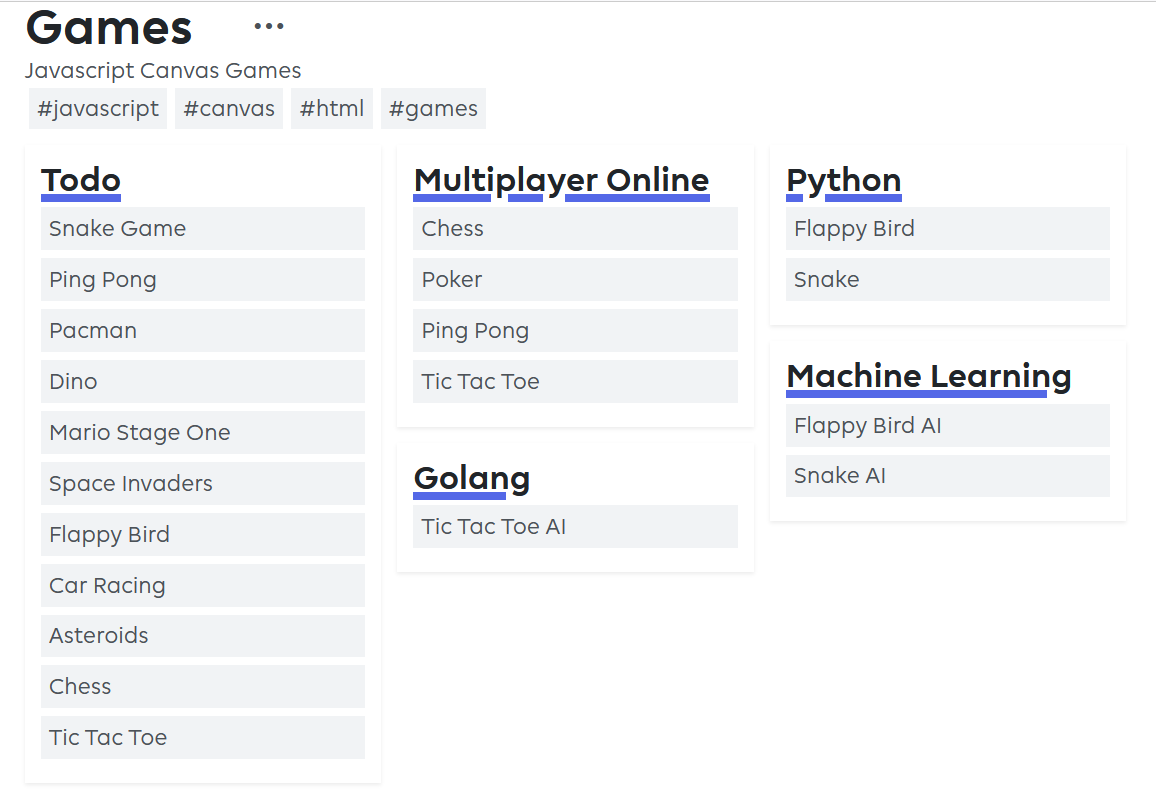 Games
Javascript Canvas Games
#javascript #canvas #html #games
Todo
Snake Game
Ping Pong
Pacman
Dino
Mario Stage One
Space Invaders
Flappy Bird
Car Racing
Asteroids
Chess
Tic Tac Toe
Multiplayer Online
Chess
Poker
Ping Pong
Tic Tac Toe
Golang
Tic Tac Toe AI
Python
Flappy Bird
Snake
Machine Learning
Flappy Bird AI
Snake AI